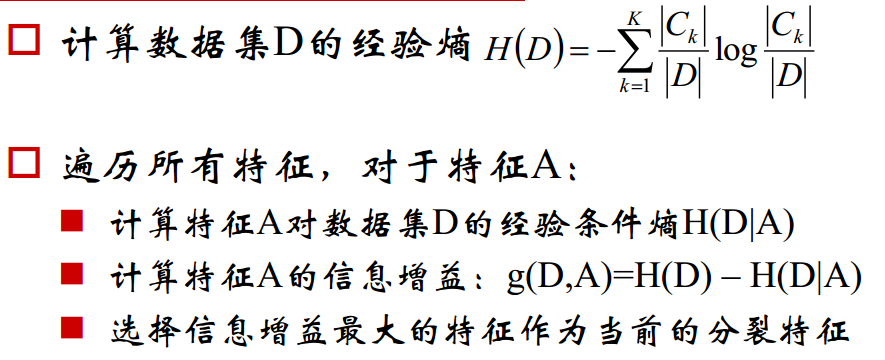 计算数据集D的经验熵 H(D)=-∑_{k=1}^{K} |C_k|/|D| log |C_k|/|D|
遍历所有特征，对于特征A：
计算特征A对数据集D的经验条件熵H(D|A)
计算特征A的信息增益：g(D,A)=H(D) – H(D|A)
选择信息增益最大的特征作为当前的分裂特征